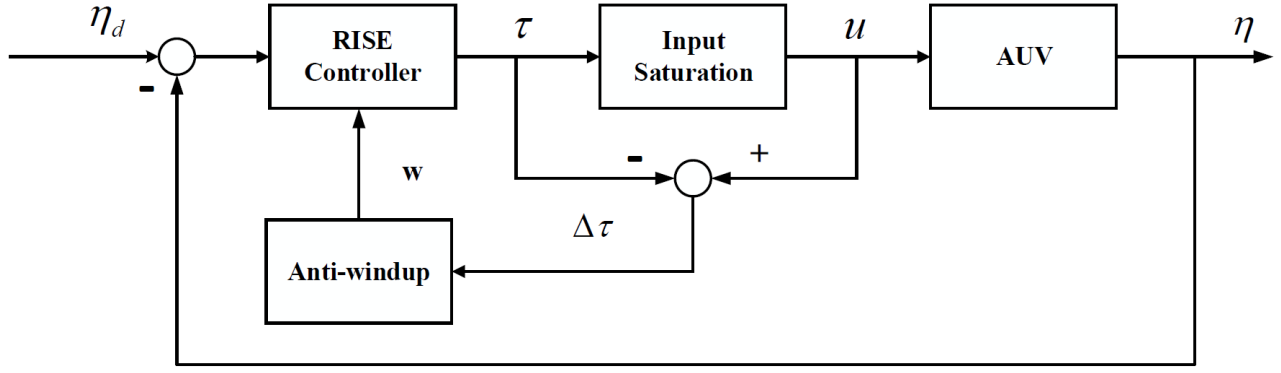 η_d
RISE
Controller
τ
Input
Saturation
u
AUV
η
-
w
-
+
Δτ
Anti-windup